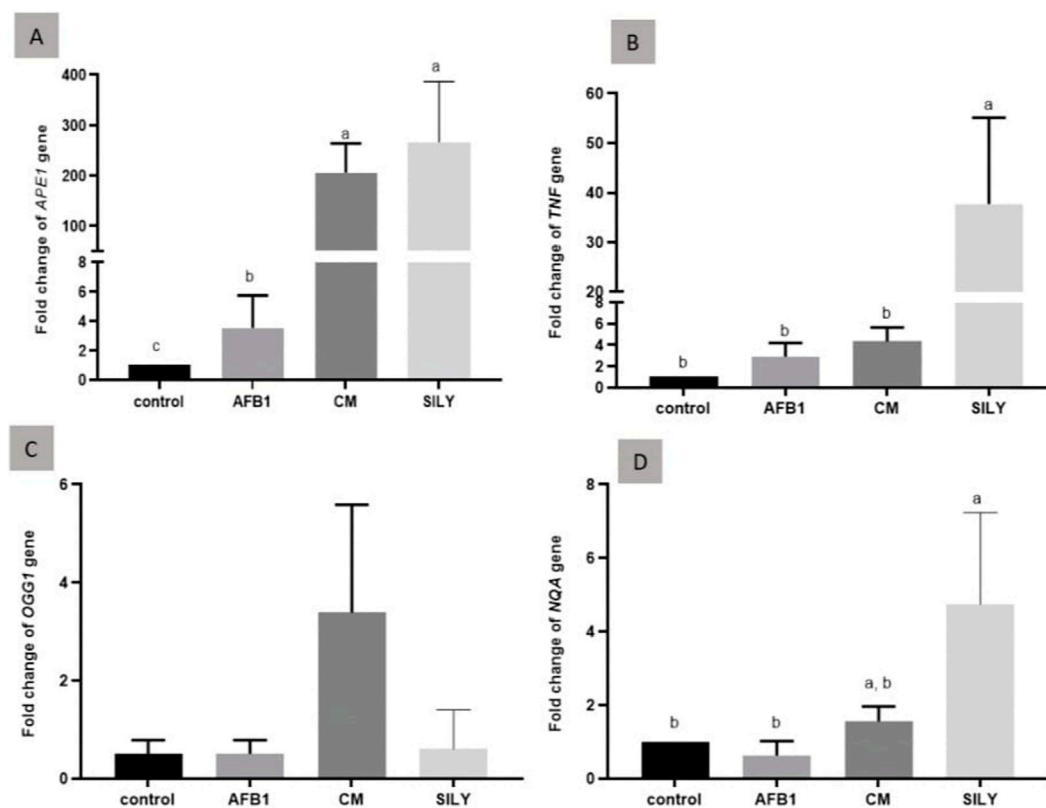 A
Fold change of APE1 gene
400
300
200
100
8
6
4
2
0
c
b
a
a
control AFB1 CM SILY
B
Fold change of TNF gene
60
50
40
30
20
8
6
4
2
0
b
b
b
a
control AFB1 CM SILY
C
Fold change of OGG1 gene
6
4
2
0
control AFB1 CM SILY
D
Fold change of NQA gene
8
6
4
2
0
b
b
a, b
a
control AFB1 CM SILY